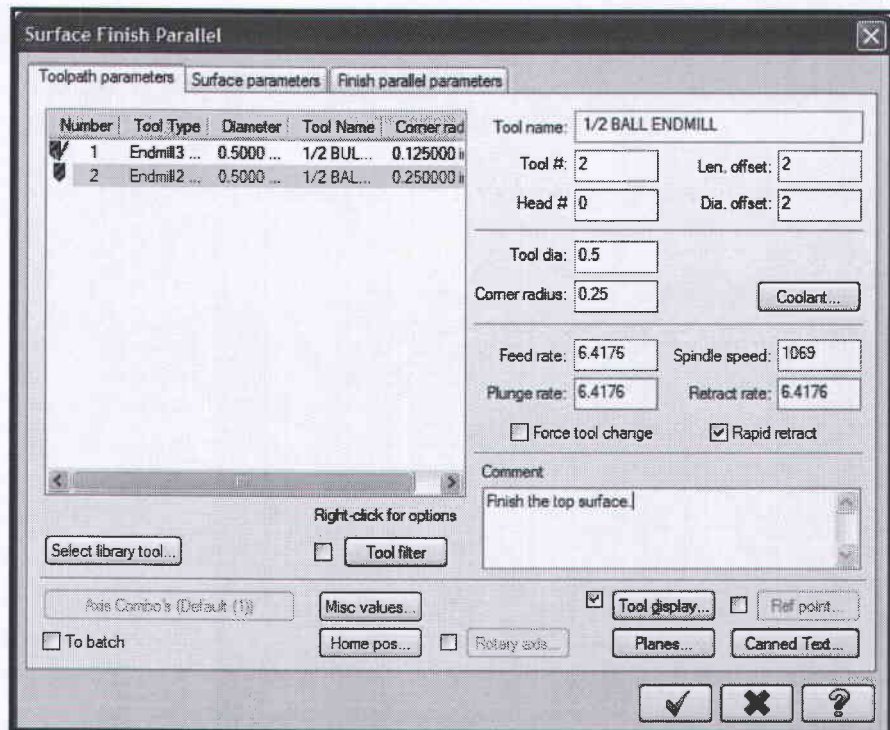 Surface Finish Parallel
Toolpath parameters Surface parameters Finish parallel parameters
Number Tool Type Diameter Tool Name Corner rad
1 Endmill3 ... 0.5000 ... 1/2 BUL... 0.125000 i
2 Endmill2 ... 0.5000 ... 1/2 BAL... 0.250000 i
Right-click for options
Select library tool...
Tool filter
Tool name: 1/2 BALL ENDMILL
Tool #: 2 Len. offset: 2
Head # 0 Dia. offset: 2
Tool dia: 0.5
Corner radius: 0.25 Coolant...
Feed rate: 6.4176 Spindle speed: 1069
Plunge rate: 6.4176 Retract rate: 6.4176
Force tool change Rapid retract
Comment
Finish the top surface.
Axis Combo's (Default (1)) Misc values... Tool display... Ref point...
To batch Home pos... Rotary axis... Planes... Canned Text...